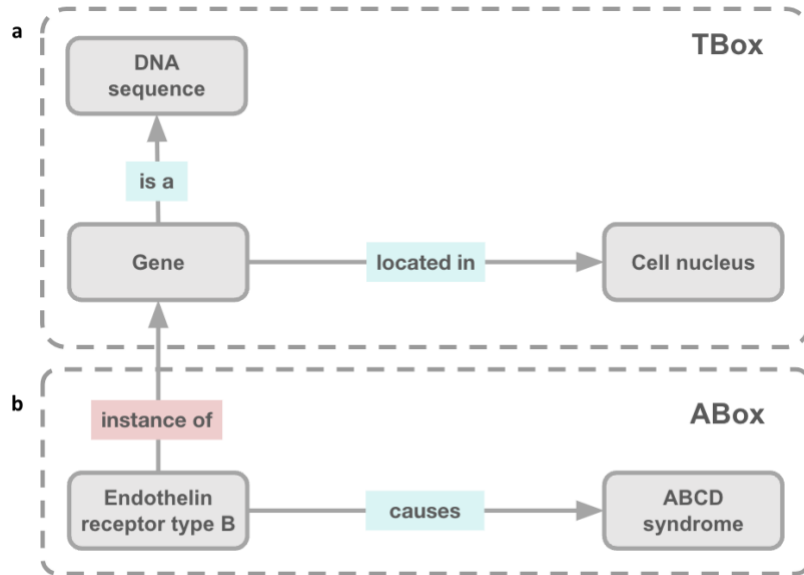 a
TBox
DNA
sequence
is a
Gene
located in
Cell nucleus
b
ABox
instance of
Endothelin
receptor type B
causes
ABCD
syndrome